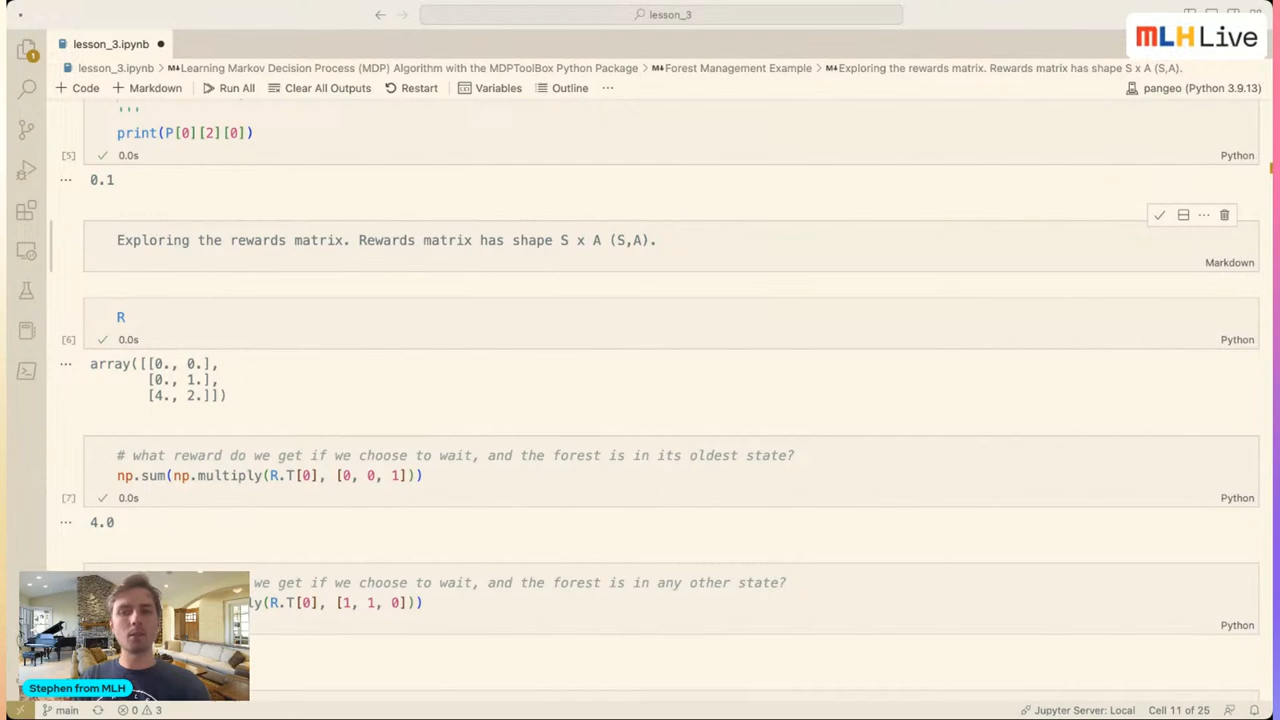 lesson_3
MLH Live
lesson_3.ipynb
lesson_3.ipynb > M↓Learning Markov Decision Process (MDP) Algorithm with the MDPToolBox Python Package > M↓Forest Management Example > M↓Exploring the rewards matrix. Rewards matrix has shape S x A (S,A).
+ Code + Markdown Run All Clear All Outputs Restart Variables Outline ... pangeo (Python 3.9.13)
'''
print(P[0][2][0])
[5] 0.0s Python
0.1
Exploring the rewards matrix. Rewards matrix has shape S x A (S,A).
Markdown
R
[6] 0.0s Python
array([[0., 0.],
[0., 1.],
[4., 2.]])
# what reward do we get if we choose to wait, and the forest is in its oldest state?
np.sum(np.multiply(R.T[0], [0, 0, 1]))
[7] 0.0s Python
4.0
we get if we choose to wait, and the forest is in any other state?
ly(R.T[0], [1, 1, 0]))
Python
Stephen from MLH
main 0 3 Jupyter Server: Local Cell 11 of 25